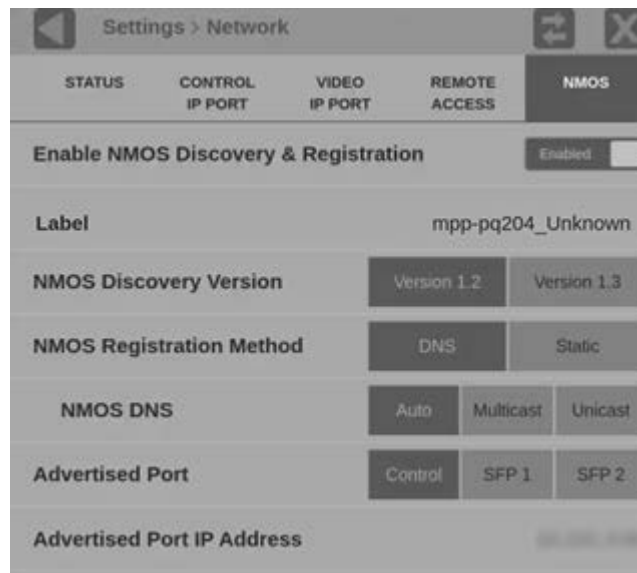 Settings > Network
STATUS CONTROL IP PORT VIDEO IP PORT REMOTE ACCESS NMOS
Enable NMOS Discovery & Registration Enabled
Label mpp-pq204_Unknown
NMOS Discovery Version Version 1.2 Version 1.3
NMOS Registration Method DNS Static
NMOS DNS Auto Multicast Unicast
Advertised Port Control SFP 1 SFP 2
Advertised Port IP Address